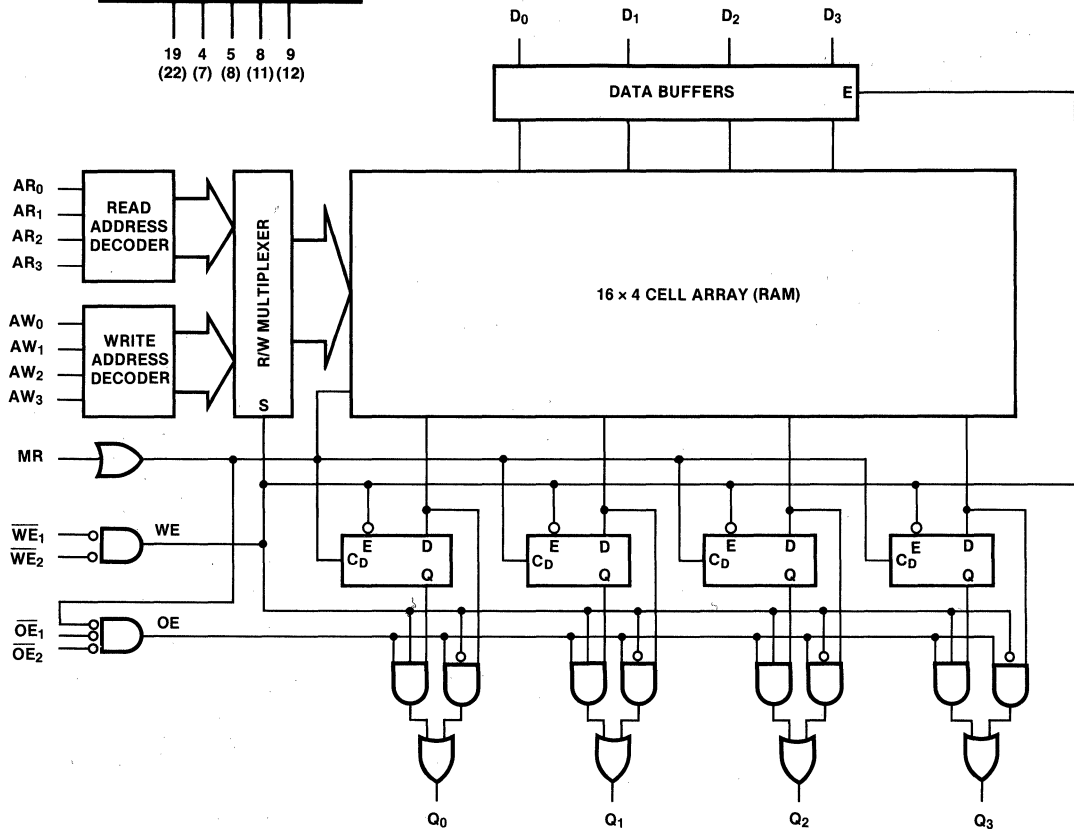 19 4 5 8 9
(22) (7) (8) (11) (12)
D0 D1 D2 D3
DATA BUFFERS E
AR0
AR1
AR2
AR3
READ
ADDRESS
DECODER
AW0
AW1
AW2
AW3
WRITE
ADDRESS
DECODER
R/W MULTIPLEXER
S
16 × 4 CELL ARRAY (RAM)
MR
WE1
WE2
WE
OE1
OE2
OE
E D
CD
Q
E D
CD
Q
E D
CD
Q
E D
CD
Q
Q0 Q1 Q2 Q3